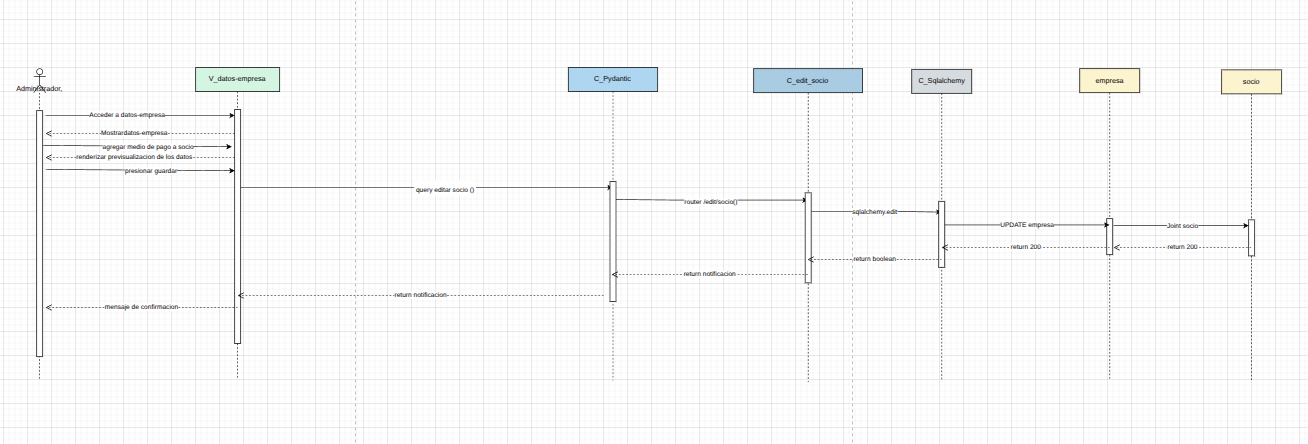 V_datos-empresa
C_Pydantic
C_edit_socio
C_Sqlalchemy
empresa
socio
Administrador,
Acceder a datos-empresa
Mostrardatos-empresa
agregar medio de pago a socio
renderizar previsualizacion de los datos
presionar guardar
query editar socio ()
router /edit/socio()
sqlalchemy.edit
UPDATE empresa
Joint socio
return 200
return 200
return boolean
return notificacion
return notificacion
mensaje de confirmacion